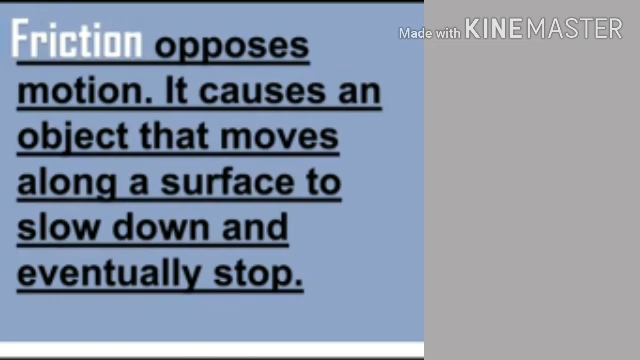 Friction opposes
motion. It causes an
object that moves
along a surface to
slow down and
eventually stop.
Made with KINEMASTER